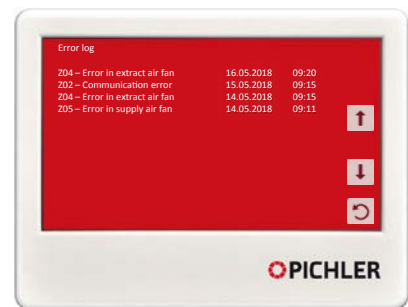 Error log
Z04 – Error in extract air fan 16.05.2018 09:20
Z02 – Communication error 15.05.2018 09:15
Z04 – Error in extract air fan 14.05.2018 09:15
Z05 – Error in supply air fan 14.05.2018 09:11
PICHLER